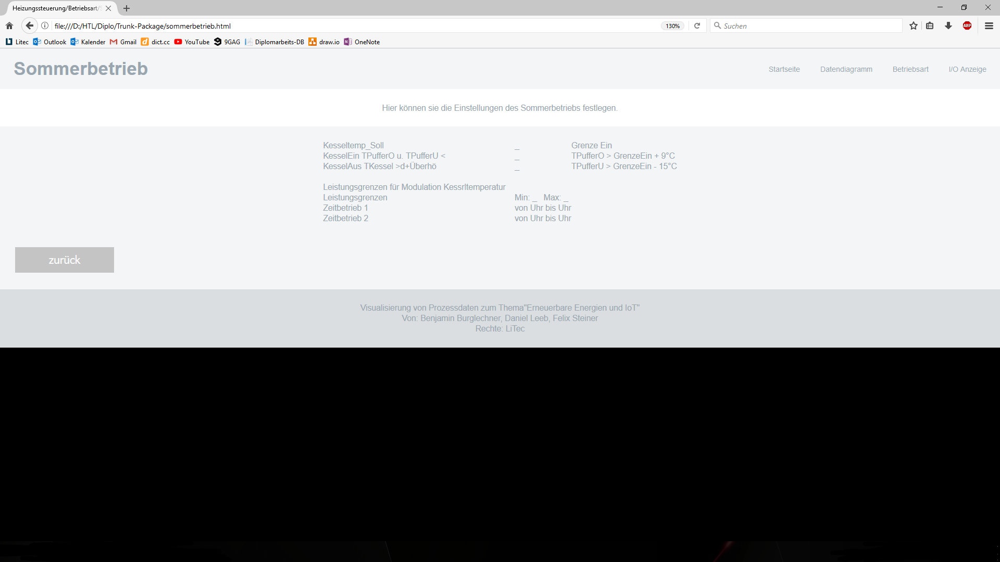 Heizungssteuerung/Betriebsart/
file:///D:/HTL/Diplo/Trunk-Package/sommerbetrieb.html 130% Suchen ABP
Litec Outlook Kalender Gmail dict.cc YouTube 9GAG Diplomarbeits-DB draw.io OneNote
Sommerbetrieb Startseite Datendiagramm Betriebsart I/O Anzeige
Hier können sie die Einstellungen des Sommerbetriebs festlegen.
Kesseltemp_Soll _ Grenze Ein
KesselEin TPufferO u. TPufferU < _ TPufferO > GrenzeEin + 9°C
KesselAus TKessel >d+Überhö _ TPufferU > GrenzeEin - 15°C
Leistungsgrenzen für Modulation Kessrltemperatur
Leistungsgrenzen Min: _ Max: _
Zeitbetrieb 1 von Uhr bis Uhr
Zeitbetrieb 2 von Uhr bis Uhr
zurück
Visualisierung von Prozessdaten zum Thema"Erneuerbare Energien und IoT"
Von: Benjamin Burglechner, Daniel Leeb, Felix Steiner
Rechte: LiTec